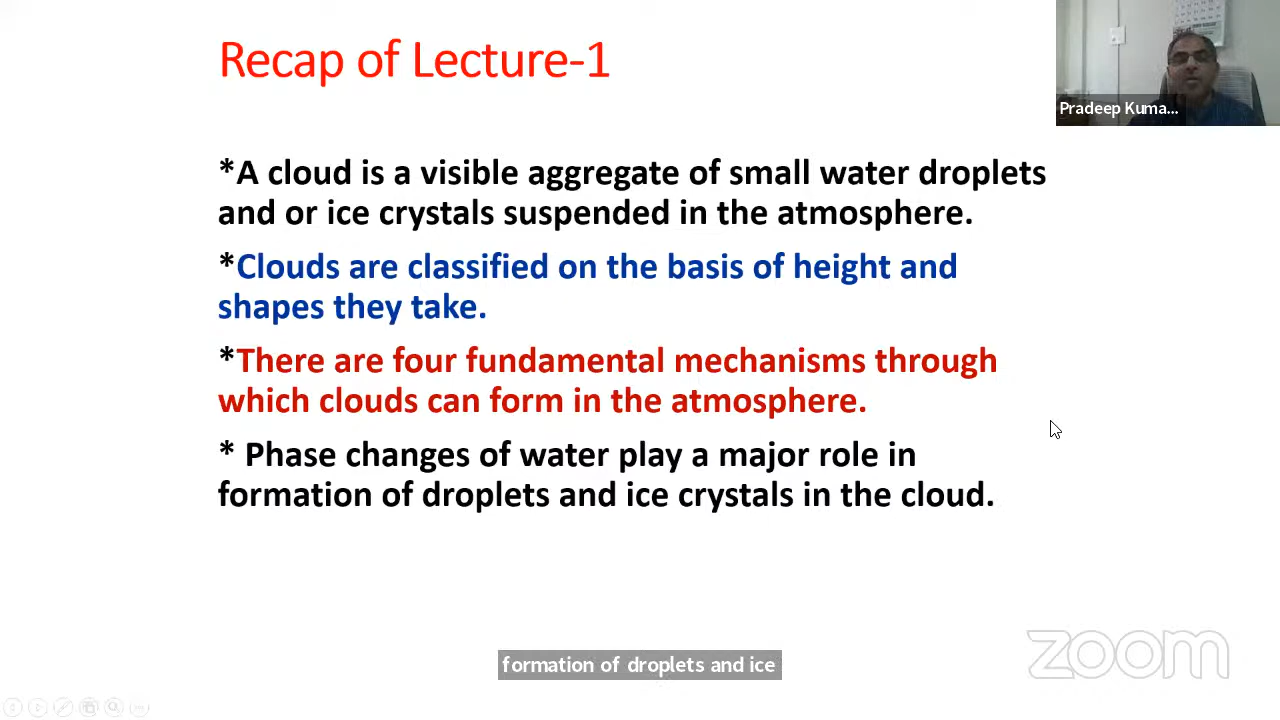 Recap of Lecture-1
Pradeep Kuma...
*A cloud is a visible aggregate of small water droplets
and or ice crystals suspended in the atmosphere.
*Clouds are classified on the basis of height and
shapes they take.
*There are four fundamental mechanisms through
which clouds can form in the atmosphere.
* Phase changes of water play a major role in
formation of droplets and ice crystals in the cloud.
formation of droplets and ice
zoom